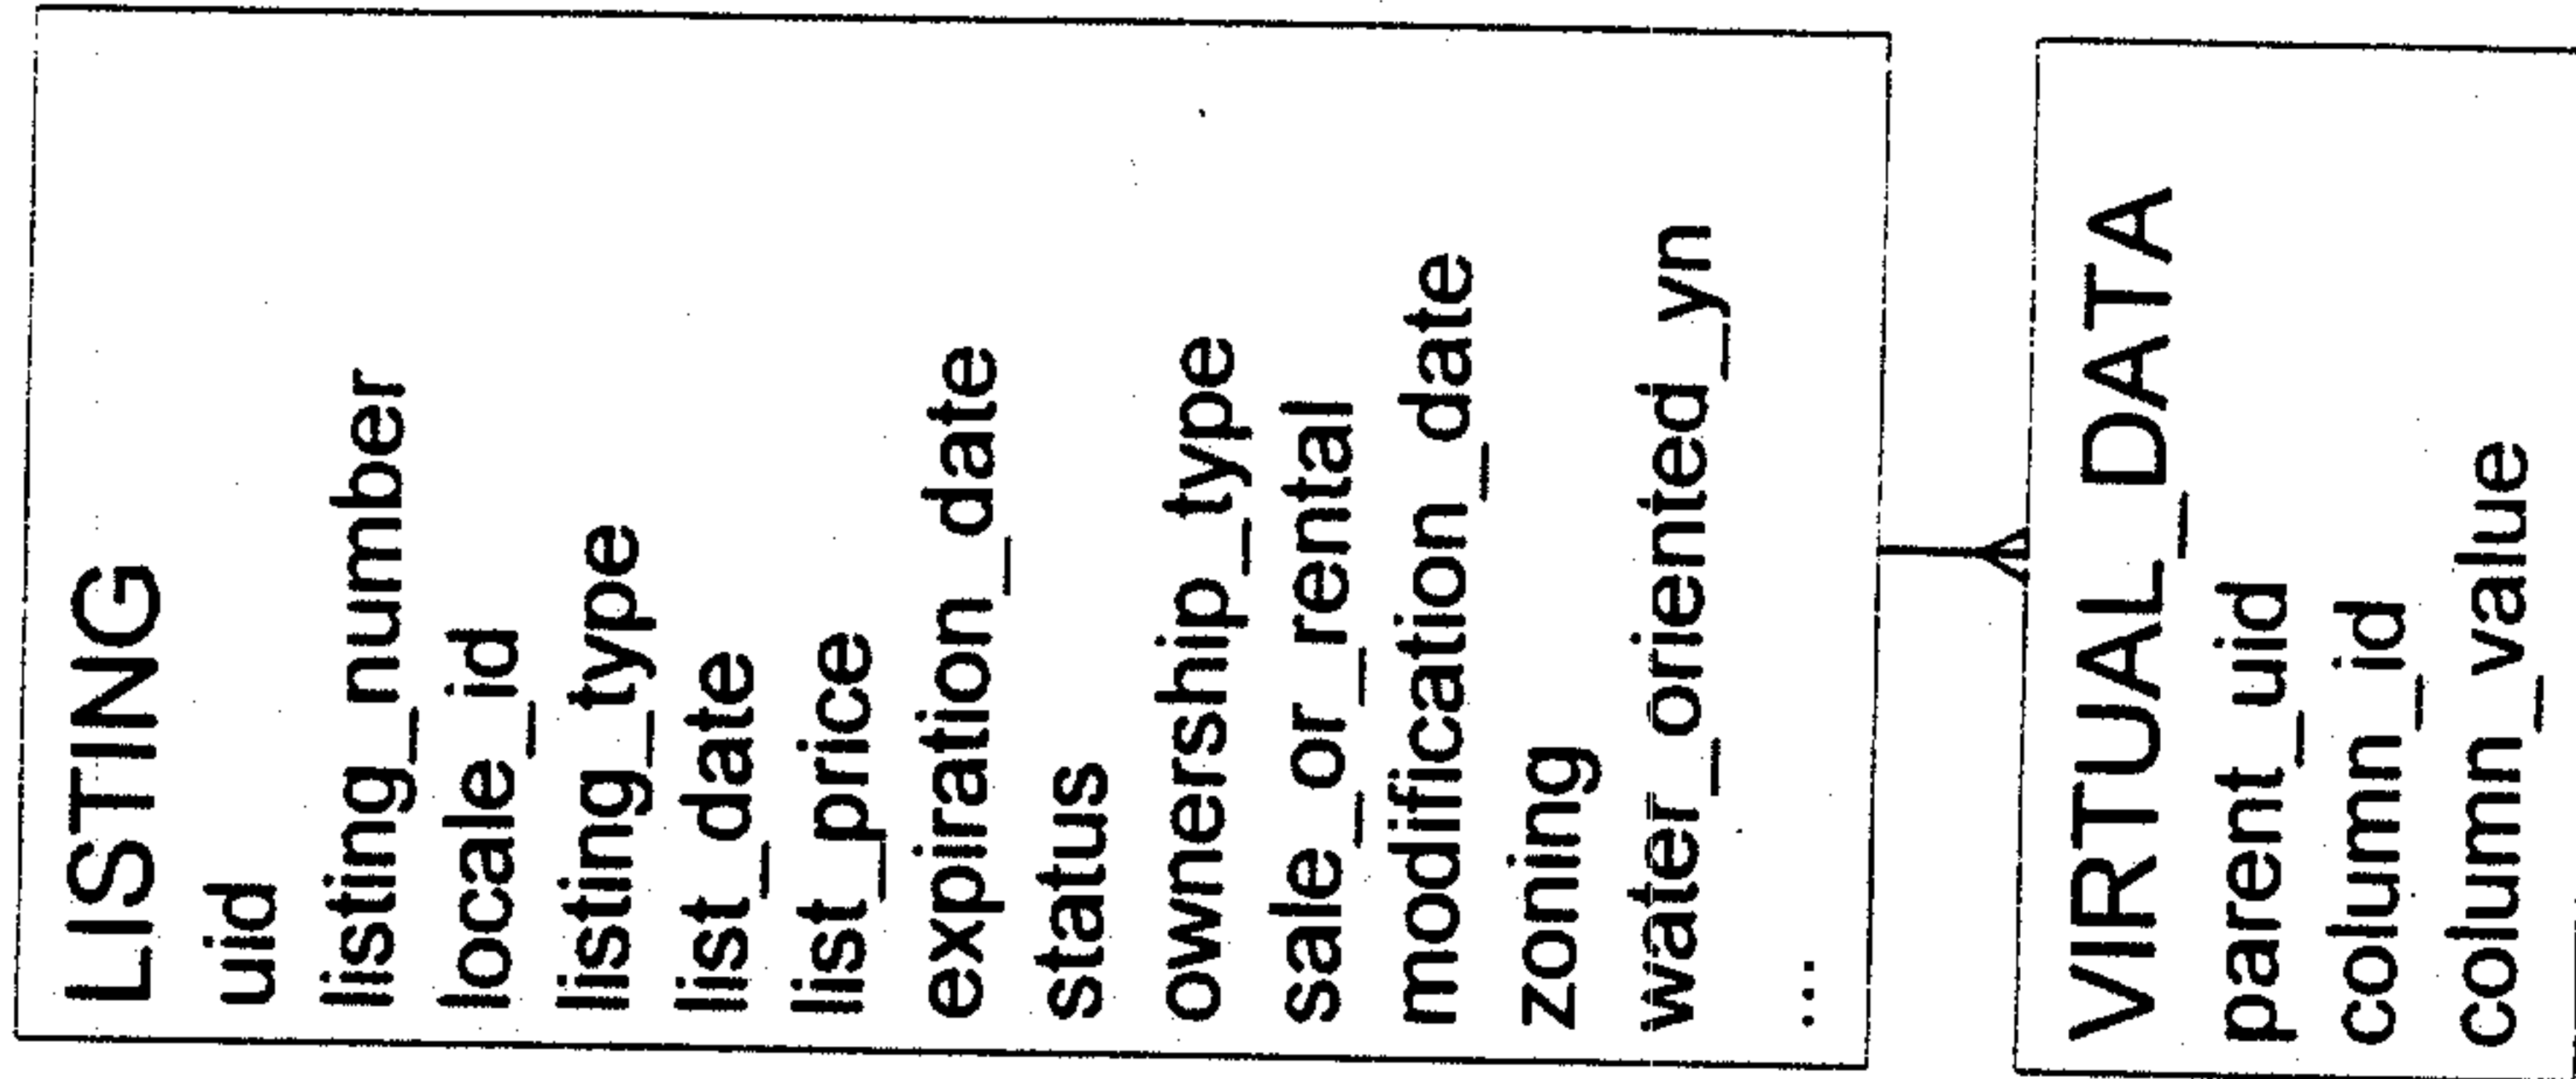 LISTING
uid
listing_number
locale_id
listing_type
list_date
list_price
expiration_date
status
ownership_type
sale_or_rental
modification_date
zoning
water_oriented_yn
...
VIRTUAL_DATA
parent_uid
column_id
column_value